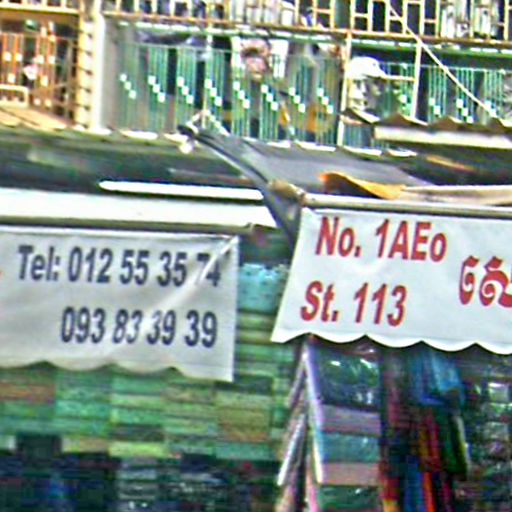 Tel: 012 55 35 74
093 83 39 39
No. 1AEo
St. 113